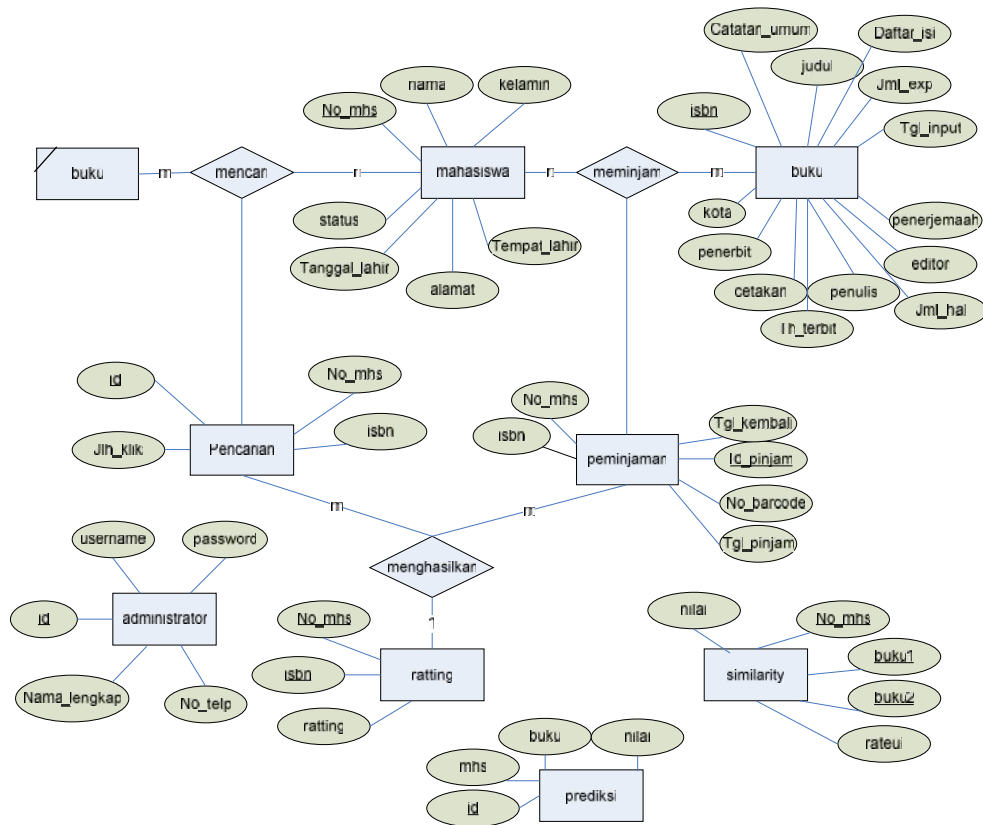 Catatan_umum
Daftar_isi
judul
nama
kelamin
Jml_exp
No_mhs
isbn
Tgl_input
buku
m
mencari
n
mahasiswa
n
meminjam
m
buku
status
kota
penerjemaah
Tempat_lahir
penerbit
editor
Tanggal_lahir
alamat
cetakan
penulis
Jml_hal
Th_terbit
id
No_mhs
No_mhs
Tgl_kembali
isbn
isbn
Jlh_klik
Pencarian
peminjaman
Id_pinjam
No_barcode
m
m
username
password
Tgl_pinjam
menghasilkan
id
administrator
1
nilai
No_mhs
No_mhs
buku1
isbn
ratting
similarity
Nama_lengkap
No_telp
buku2
ratting
buku
nilai
rateui
mhs
prediksi
id